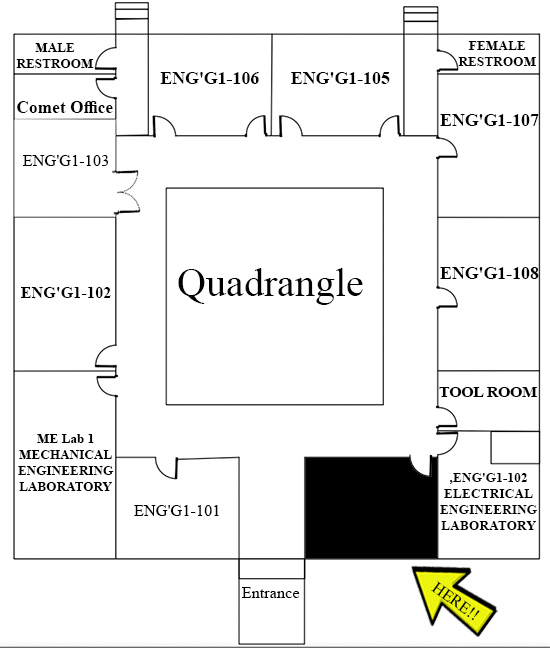 MALE
RESTROOM
ENG'G1-106
ENG'G1-105
FEMALE
RESTROOM
Comet Office
ENG'G1-107
ENG'G1-103
Quadrangle
ENG'G1-102
ENG'G1-108
TOOL ROOM
ME Lab 1
MECHANICAL
ENGINEERING
LABORATORY
ENG'G1-101
,ENG'G1-102
ELECTRICAL
ENGINEERING
LABORATORY
Entrance
HERE!!